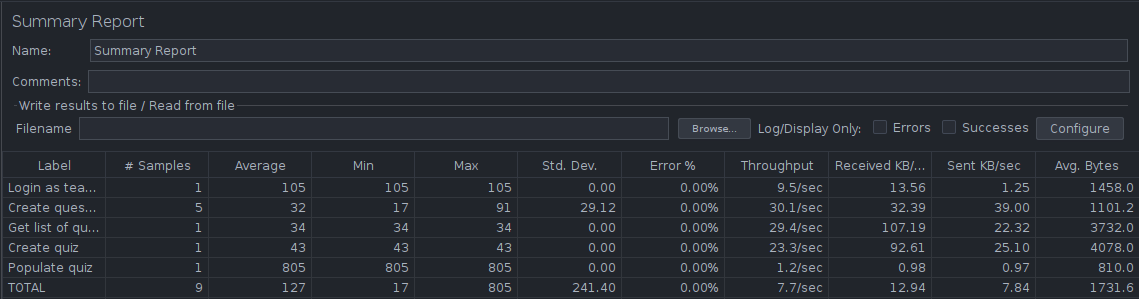 Summary Report
Name: Summary Report
Comments:
Write results to file / Read from file
Filename Browse... Log/Display Only: Errors Successes Configure
Label # Samples Average Min Max Std. Dev. Error % Throughput Received KB/... Sent KB/sec Avg. Bytes
Login as tea... 1 105 105 105 0.00 0.00% 9.5/sec 13.56 1.25 1458.0
Create ques... 5 32 17 91 29.12 0.00% 30.1/sec 32.39 39.00 1101.2
Get list of qu... 1 34 34 34 0.00 0.00% 29.4/sec 107.19 22.32 3732.0
Create quiz 1 43 43 43 0.00 0.00% 23.3/sec 92.61 25.10 4078.0
Populate quiz 1 805 805 805 0.00 0.00% 1.2/sec 0.98 0.97 810.0
TOTAL 9 127 17 805 241.40 0.00% 7.7/sec 12.94 7.84 1731.6